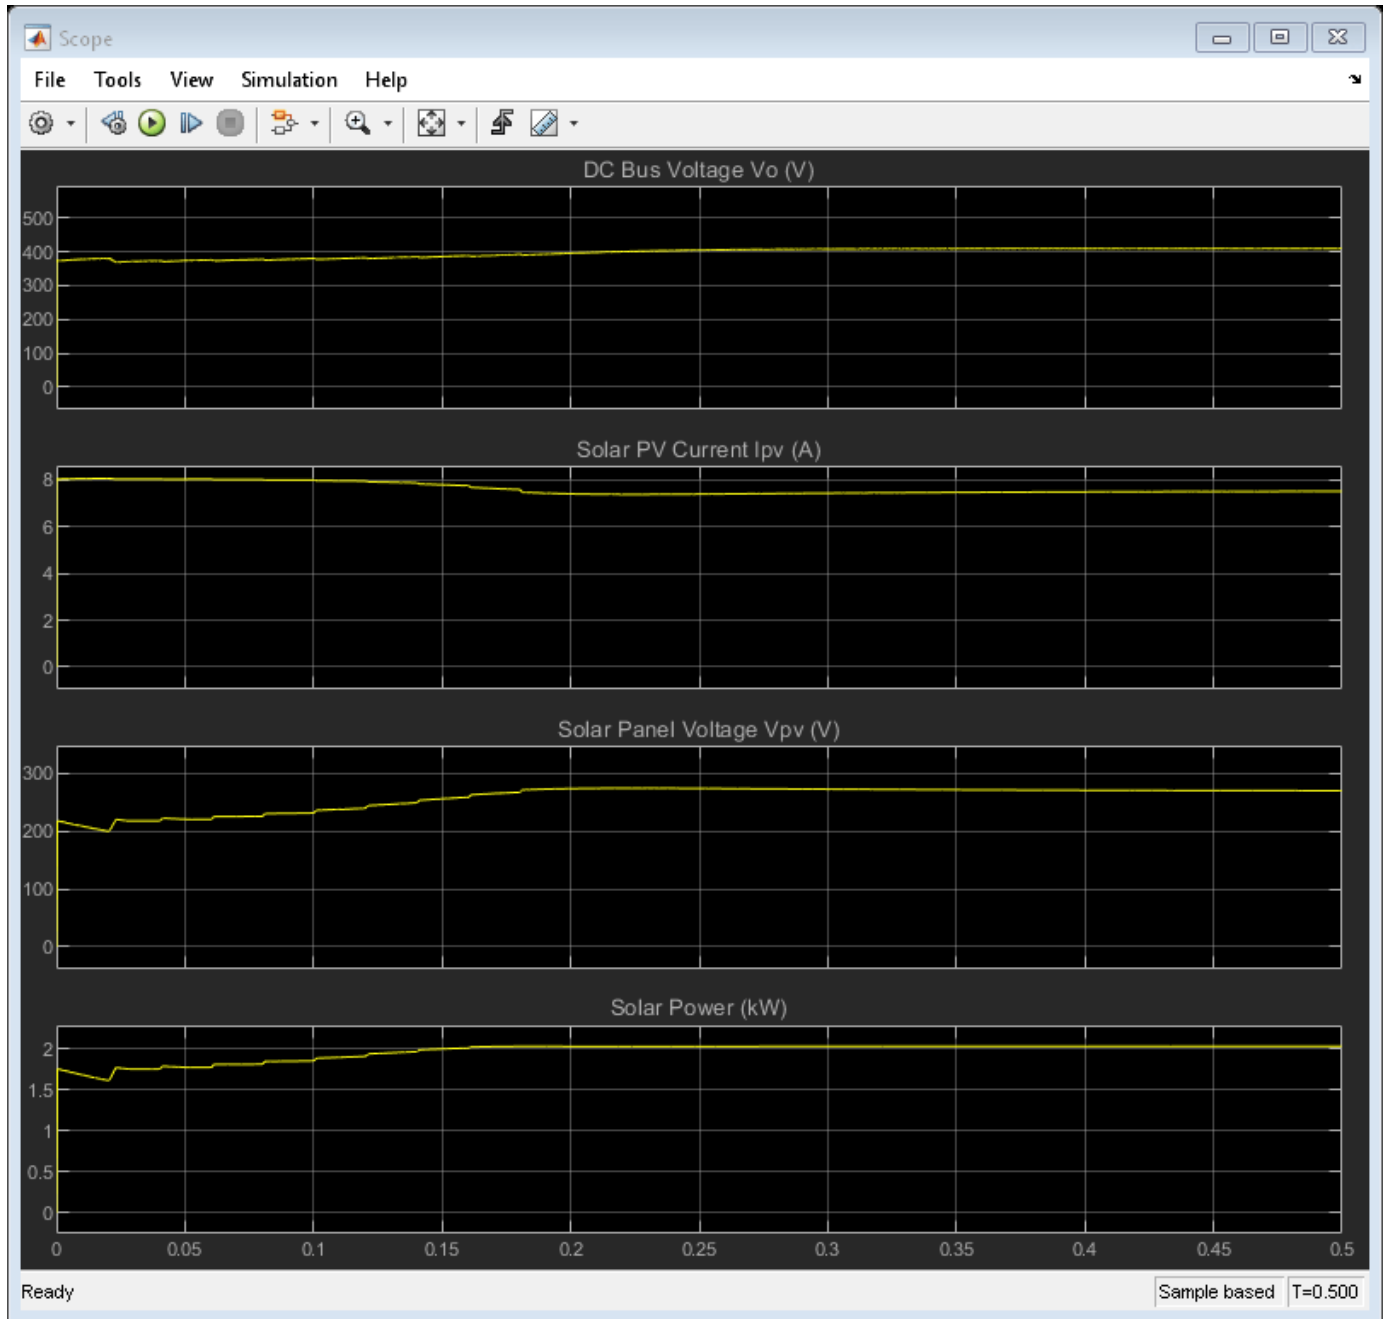 Scope
File Tools View Simulation Help
DC Bus Voltage Vo (V)
500
400
300
200
100
0
Solar PV Current Ipv (A)
8
6
4
2
0
Solar Panel Voltage Vpv (V)
300
200
100
0
Solar Power (kW)
2
1.5
1
0.5
0
0 0.05 0.1 0.15 0.2 0.25 0.3 0.35 0.4 0.45 0.5
Ready Sample based T=0.500